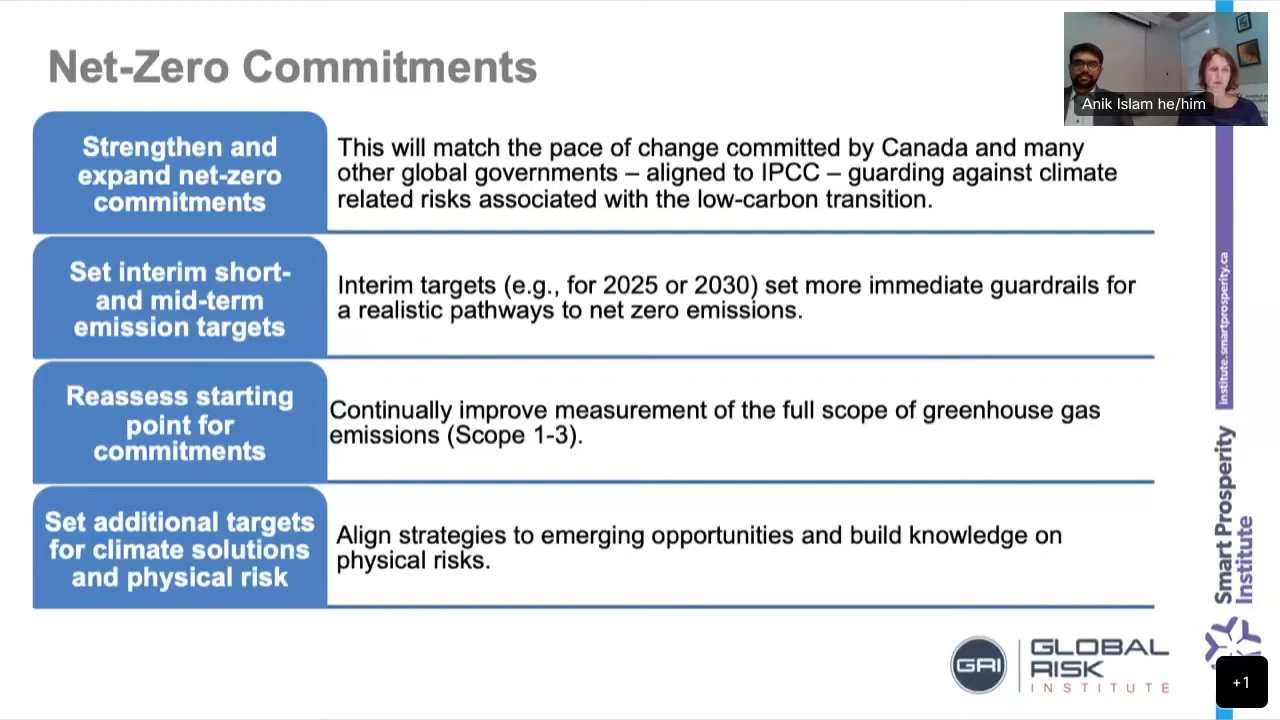 Net-Zero Commitments
Anik Islam he/him
Strengthen and
expand net-zero
commitments
This will match the pace of change committed by Canada and many
other global governments – aligned to IPCC – guarding against climate
related risks associated with the low-carbon transition.
Set interim short-
and mid-term
emission targets
Interim targets (e.g., for 2025 or 2030) set more immediate guardrails for
a realistic pathways to net zero emissions.
Reassess starting
point for
commitments
Continually improve measurement of the full scope of greenhouse gas
emissions (Scope 1-3).
Set additional targets
for climate solutions
and physical risk
Align strategies to emerging opportunities and build knowledge on
physical risks.
institute.smartprosperity.ca
Smart Prosperity
Institute
GRI
GLOBAL
RISK
INSTITUTE
+1